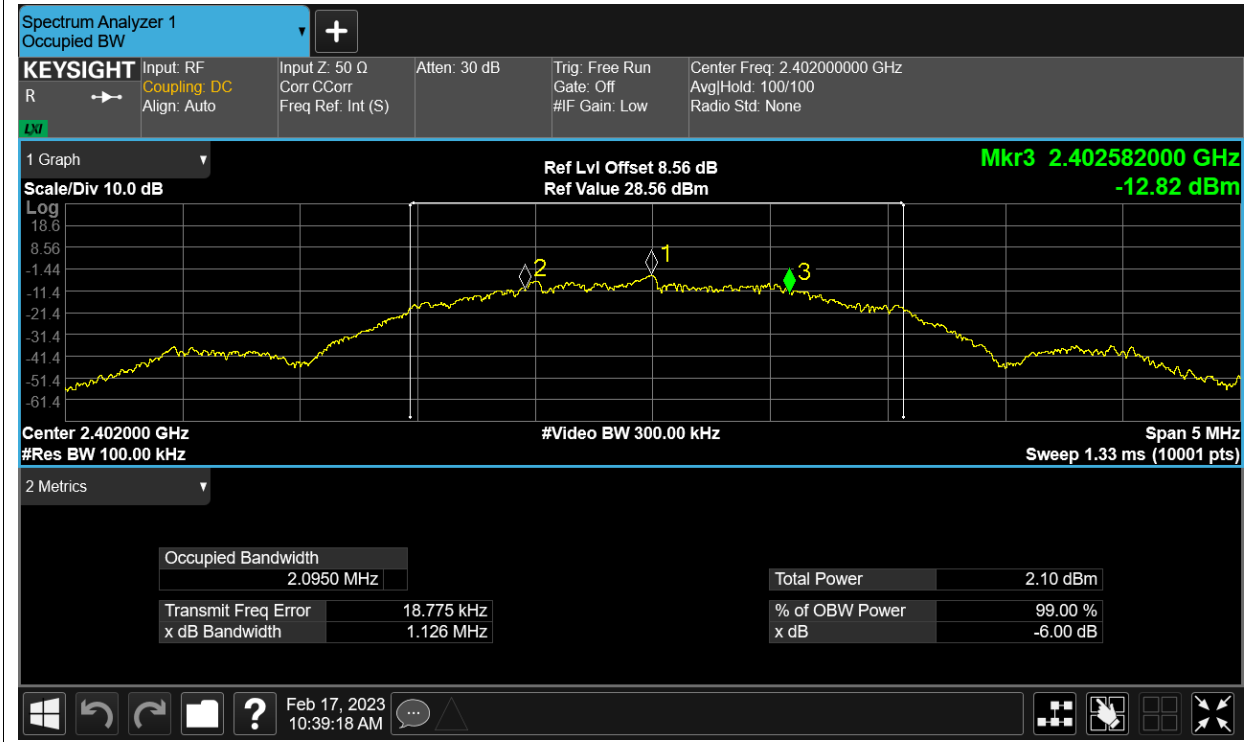 Spectrum Analyzer 1
Occupied BW
KEYSIGHT
R
LXI
Input: RF
Coupling: DC
Align: Auto
Input Z: 50 Ω
Corr CCorr
Freq Ref: Int (S)
Atten: 30 dB
Trig: Free Run
Gate: Off
#IF Gain: Low
Center Freq: 2.402000000 GHz
Avg|Hold: 100/100
Radio Std: None
1 Graph
Scale/Div 10.0 dB
Ref Lvl Offset 8.56 dB
Ref Value 28.56 dBm
Mkr3 2.402582000 GHz
-12.82 dBm
Log
18.6
8.56
-1.44
-11.4
-21.4
-31.4
-41.4
-51.4
-61.4
2
1
3
Center 2.402000 GHz
#Video BW 300.00 kHz
Span 5 MHz
#Res BW 100.00 kHz
Sweep 1.33 ms (10001 pts)
2 Metrics
Occupied Bandwidth
2.0950 MHz
Transmit Freq Error 18.775 kHz
x dB Bandwidth 1.126 MHz
Total Power 2.10 dBm
% of OBW Power 99.00 %
x dB -6.00 dB
?
Feb 17, 2023
10:39:18 AM